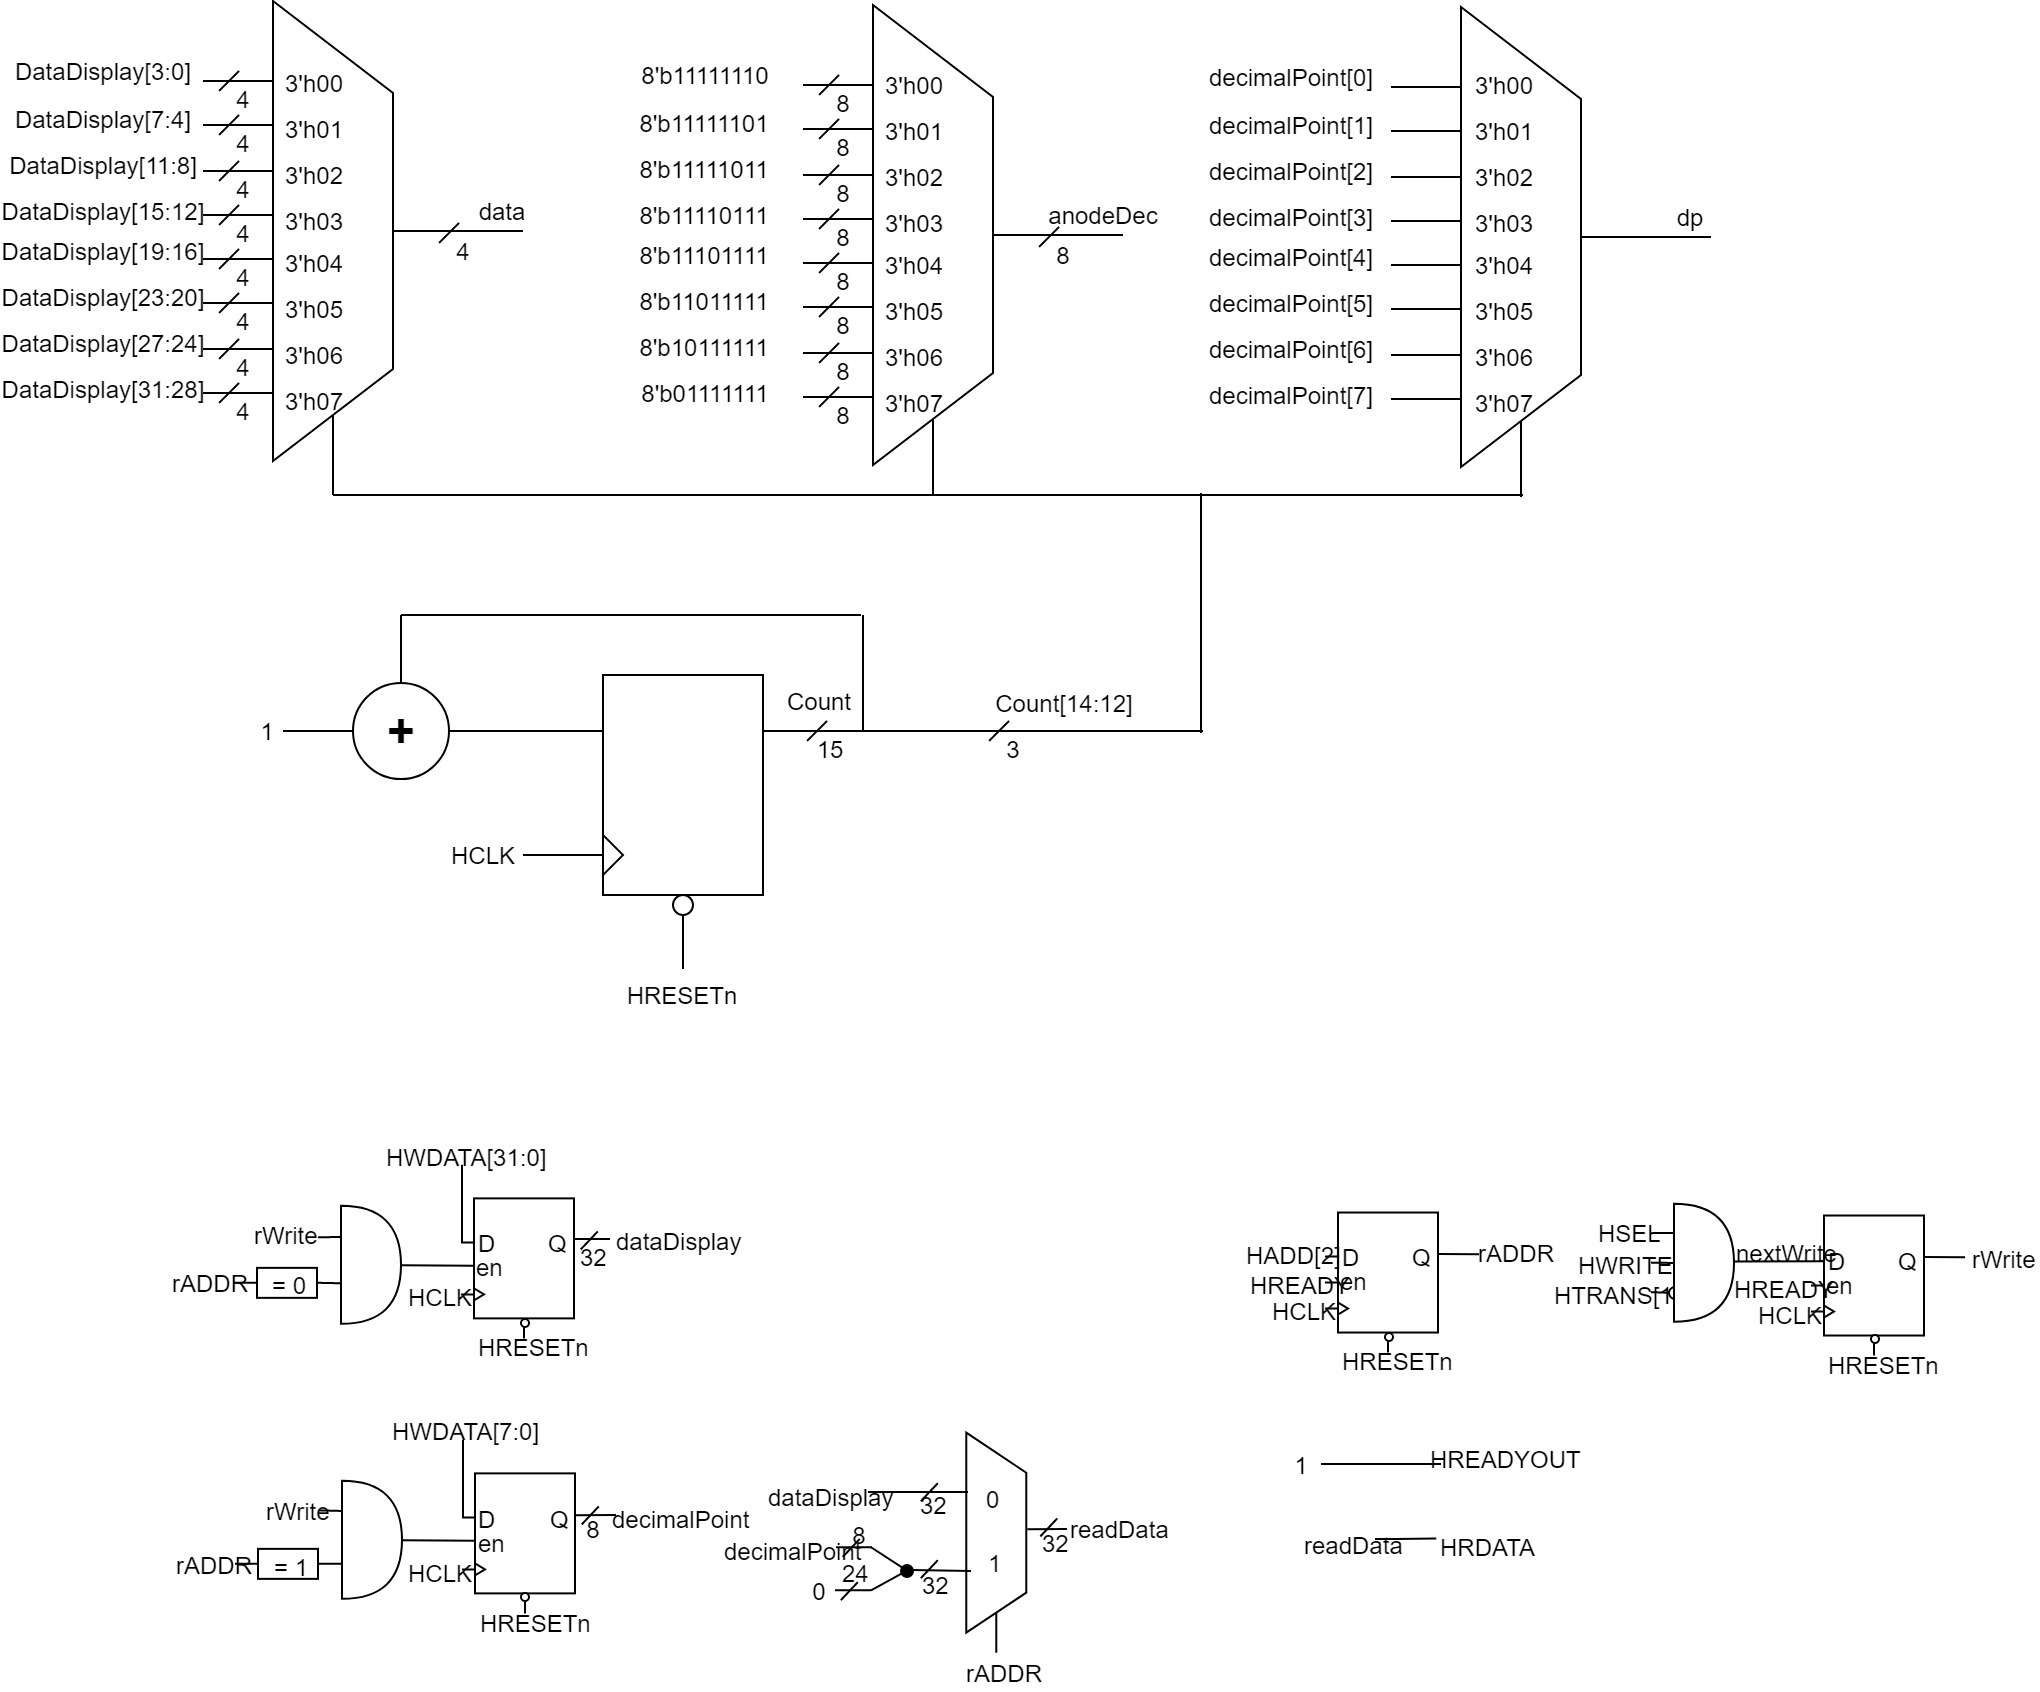 DataDisplay[3:0]
4
3'h00
DataDisplay[7:4]
4
3'h01
DataDisplay[11:8]
4
3'h02
DataDisplay[15:12]
4
3'h03
DataDisplay[19:16]
4
3'h04
DataDisplay[23:20]
4
3'h05
DataDisplay[27:24]
4
3'h06
DataDisplay[31:28]
4
3'h07
data
4
8'b11111110
8
3'h00
8'b11111101
8
3'h01
8'b11111011
8
3'h02
8'b11110111
8
3'h03
8'b11101111
8
3'h04
8'b11011111
8
3'h05
8'b10111111
8
3'h06
8'b01111111
8
3'h07
anodeDec
8
decimalPoint[0]
3'h00
decimalPoint[1]
3'h01
decimalPoint[2]
3'h02
decimalPoint[3]
3'h03
decimalPoint[4]
3'h04
decimalPoint[5]
3'h05
decimalPoint[6]
3'h06
decimalPoint[7]
3'h07
dp
1
+
Count
15
Count[14:12]
3
HCLK
HRESETn
HWDATA[31:0]
rWrite
rADDR
= 0
D
Q
en
HCLK
32
dataDisplay
HRESETn
HADD[2]
D
Q
rADDR
HREADY
en
HCLK
HRESETn
HSEL
HWRITE
HTRANS[1
nextWrite
D
Q
rWrite
HREADY
en
HCLK
HRESETn
HWDATA[7:0]
rWrite
rADDR
= 1
D
Q
en
HCLK
8
decimalPoint
HRESETn
dataDisplay
32
0
8
decimalPoint
24
0
32
1
32
readData
rADDR
1
HREADYOUT
readData
HRDATA